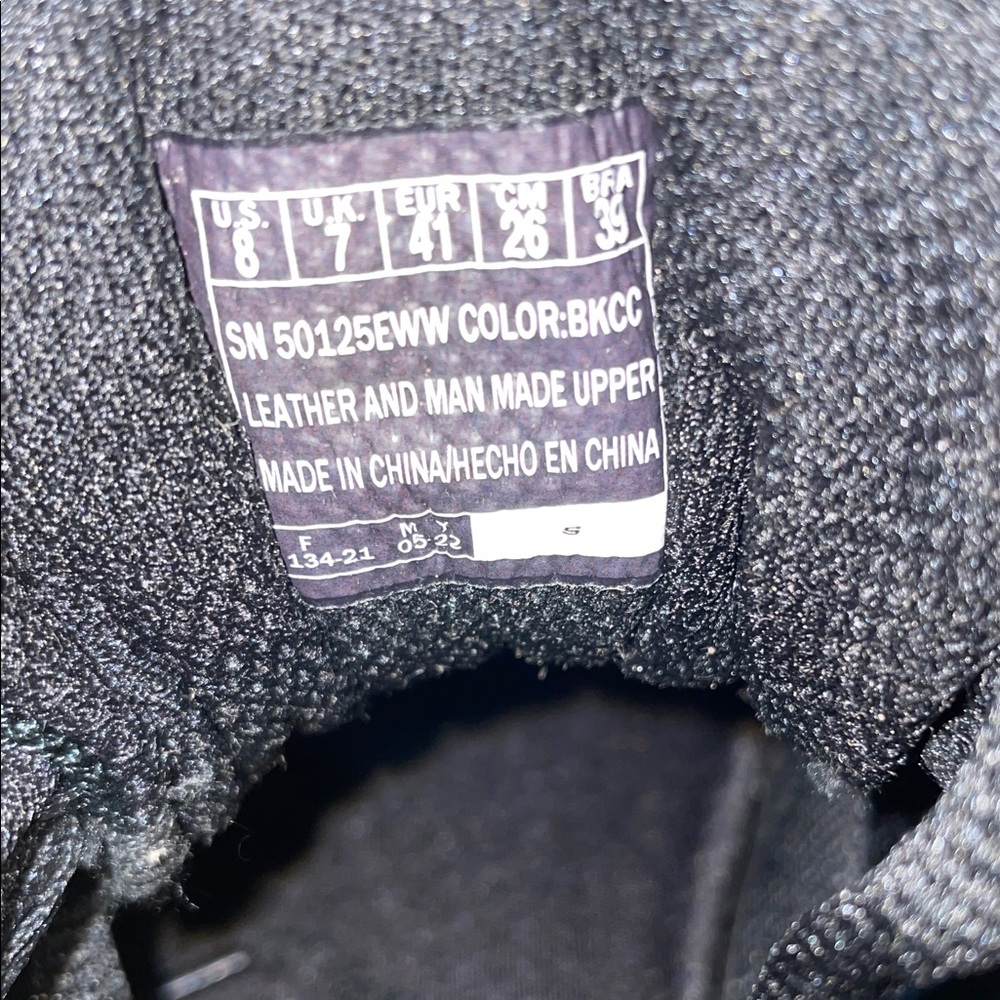 U.S. U.K. EUR CM BRA
8 7 41 26 39
SN 50125EWW COLOR:BKCC
LEATHER AND MAN MADE UPPER
MADE IN CHINA/HECHO EN CHINA
F M Y S
134-21 05-22